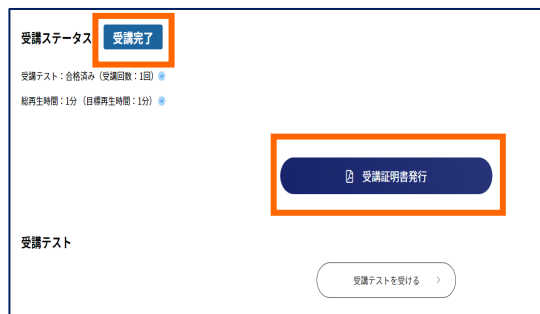 受講ステータス 受講完了
受講テスト：合格済み（受講回数：1回）
総再生時間：1分（目標再生時間：1分）
受講証明書発行
受講テスト
受講テストを受ける